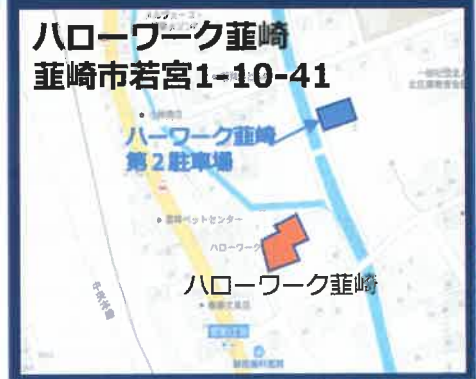 ハローワーク韮崎
韮崎市若宮1-10-41
ハーワーク韮崎
第２駐車場
韮崎ペットセンター
ハローワーク
ハローワーク韮崎
中央本線